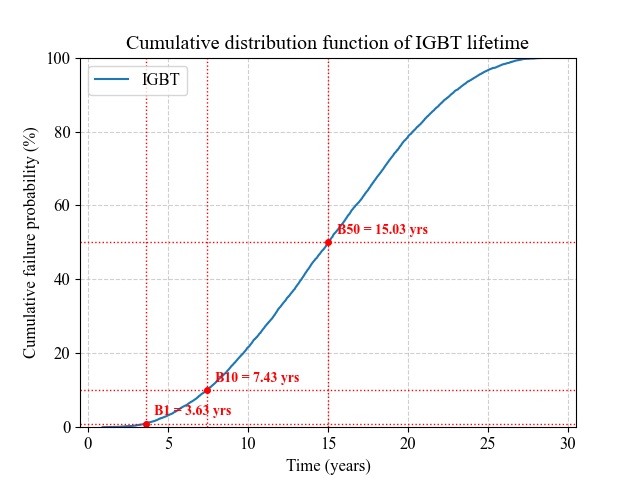 Cumulative distribution function of IGBT lifetime
IGBT
Cumulative failure probability (%)
100
80
60
40
20
0
B50 = 15.03 yrs
B10 = 7.43 yrs
B1 = 3.63 yrs
0 5 10 15 20 25 30
Time (years)